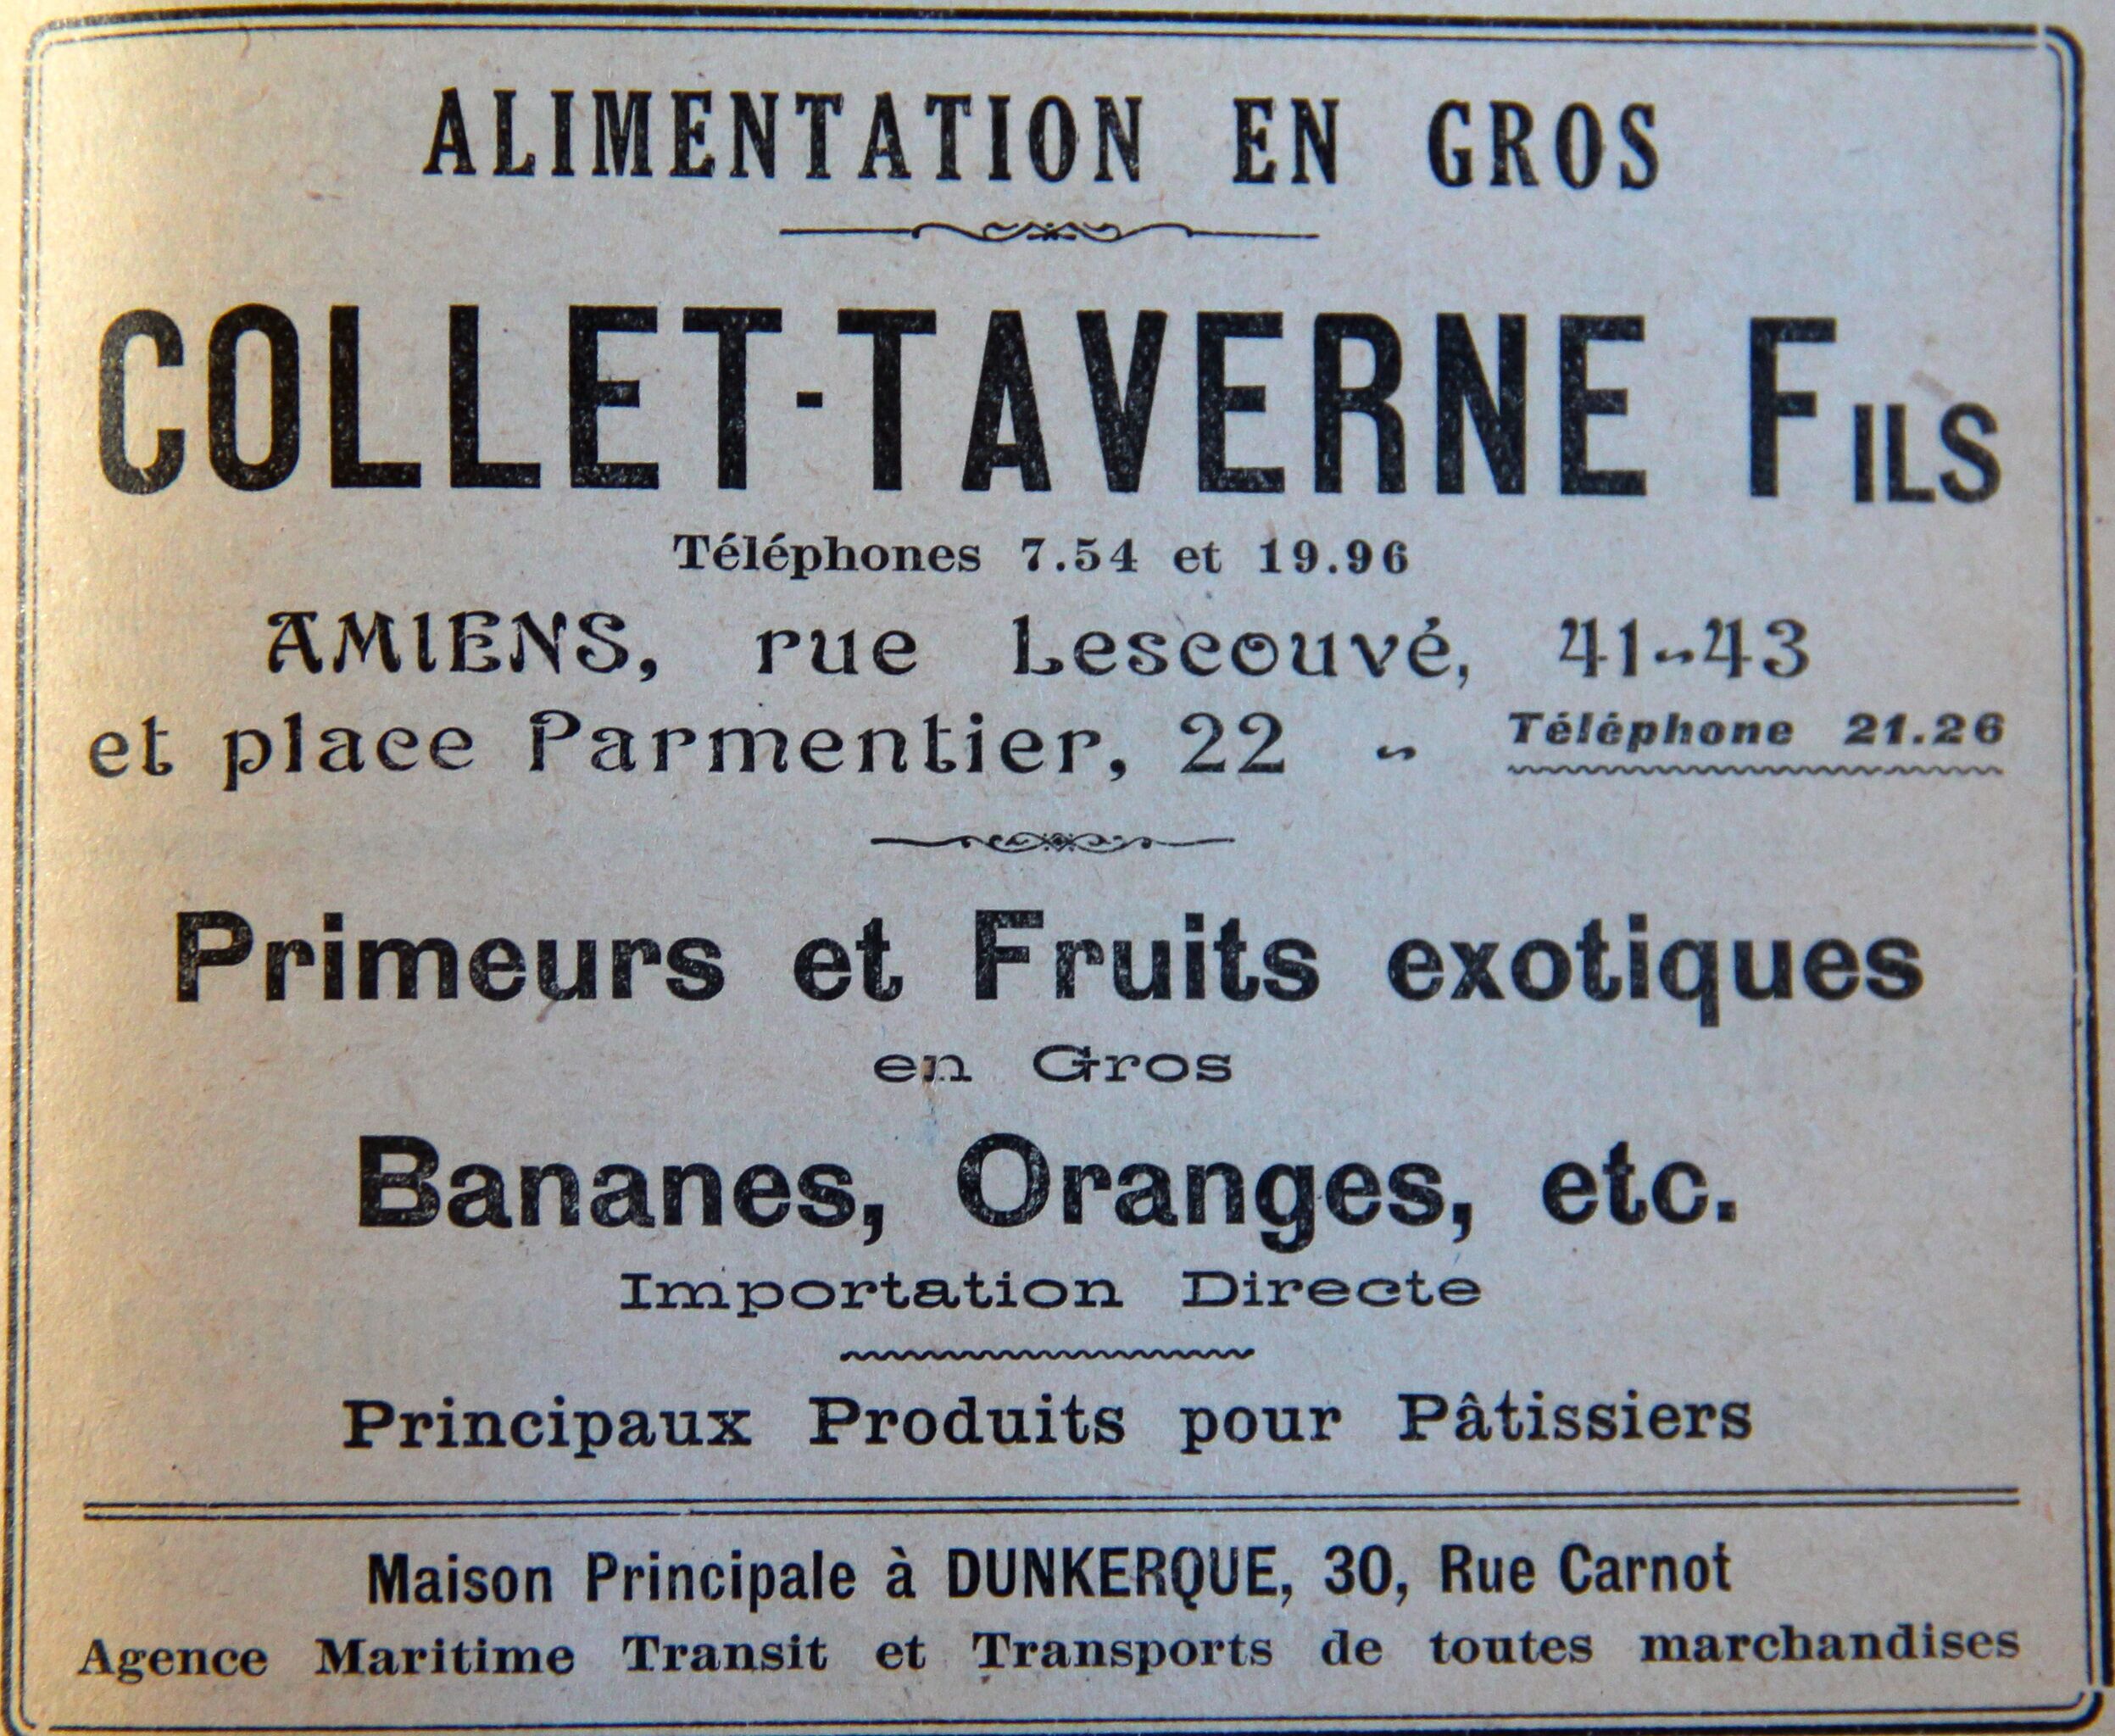 ALIMENTATION EN GROS
COLLET-TAVERNE FILS
Téléphones 7.54 et 19.96
AMIENS, rue Lescouvé, 41-43
et place Parmentier, 22 - Téléphone 21.26
Primeurs et Fruits exotiques
en Gros
Bananes, Oranges, etc.
Importation Directe
Principaux Produits pour Pâtissiers
Maison Principale à DUNKERQUE, 30, Rue Carnot
Agence Maritime Transit et Transports de toutes marchandises